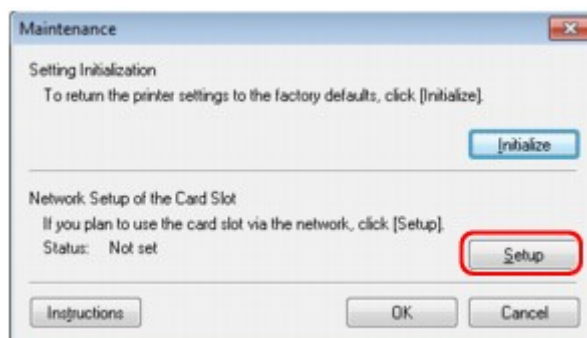 Maintenance
Setting Initialization
To return the printer settings to the factory defaults, click [Initialize].
Initialize
Network Setup of the Card Slot
If you plan to use the card slot via the network, click [Setup].
Status: Not set
Setup
Instructions OK Cancel